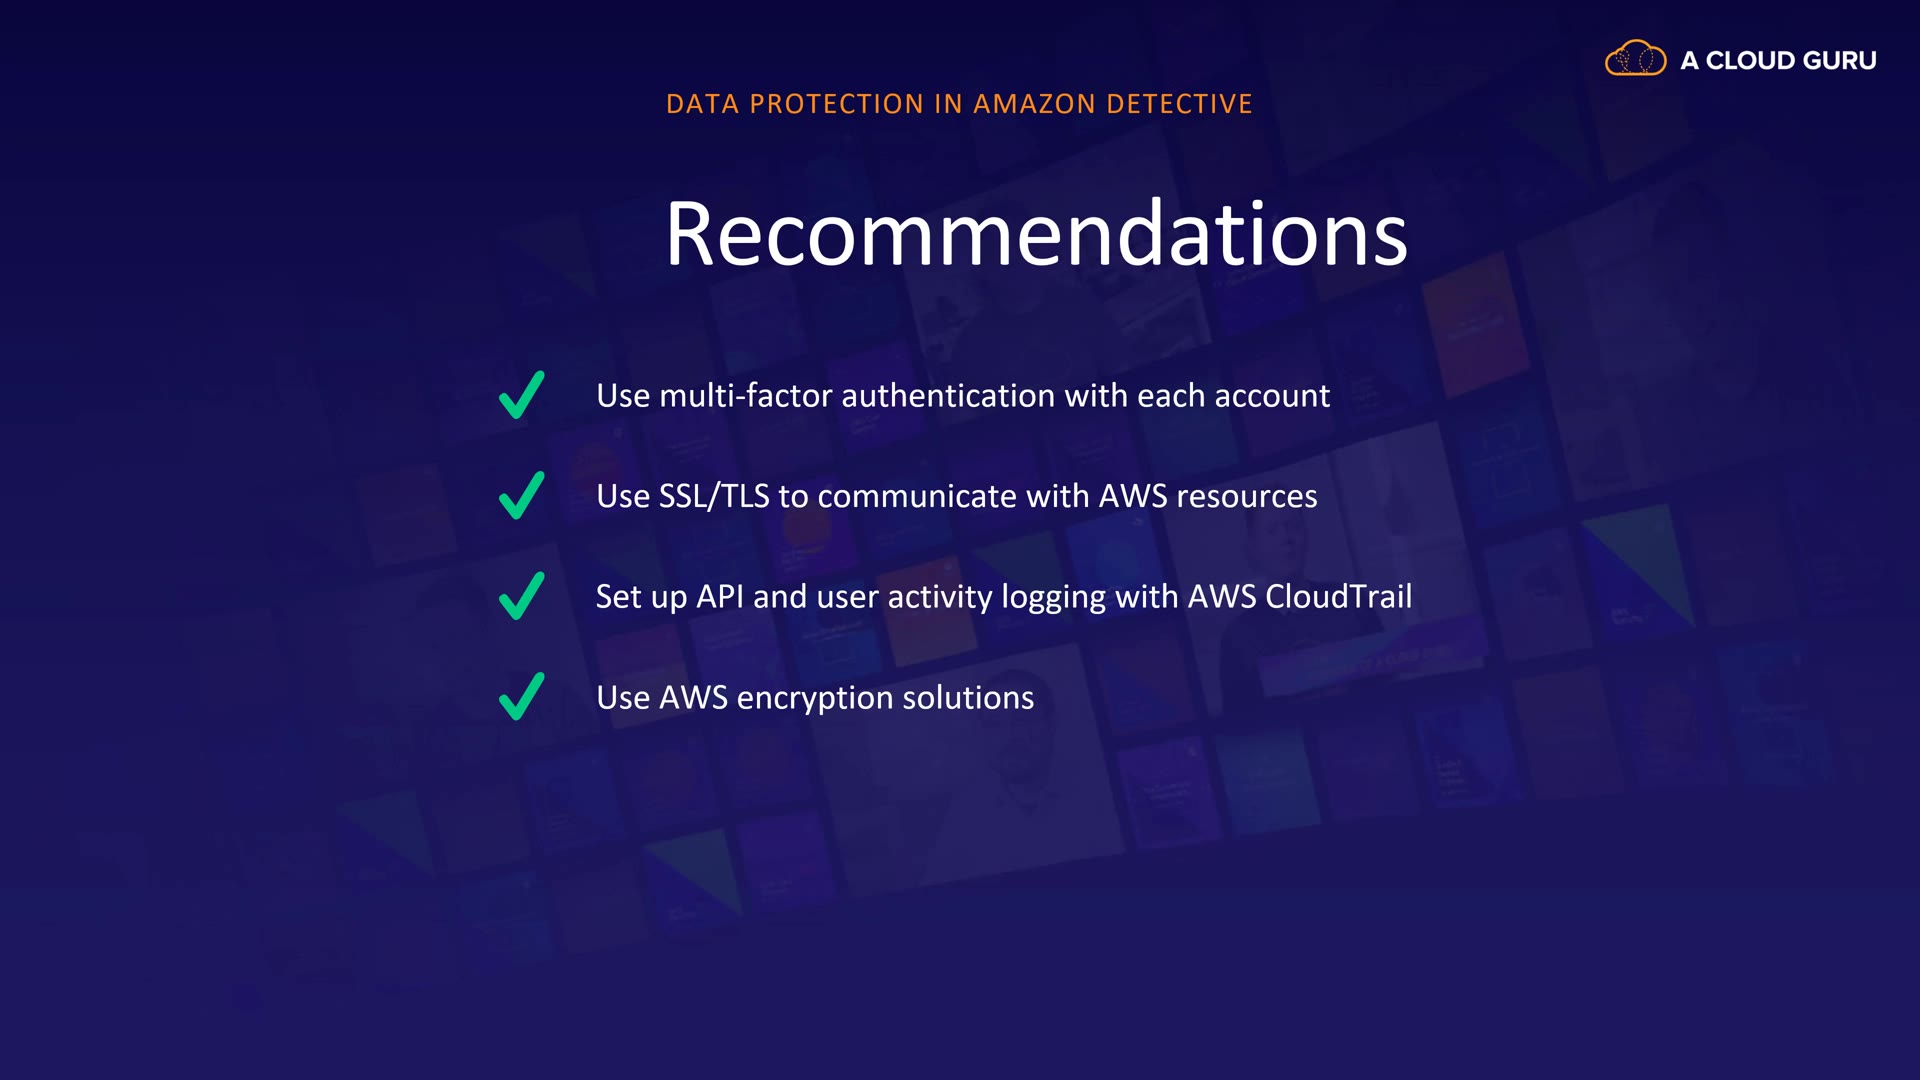 A CLOUD GURU
DATA PROTECTION IN AMAZON DETECTIVE
Recommendations
Use multi-factor authentication with each account
Use SSL/TLS to communicate with AWS resources
Set up API and user activity logging with AWS CloudTrail
Use AWS encryption solutions